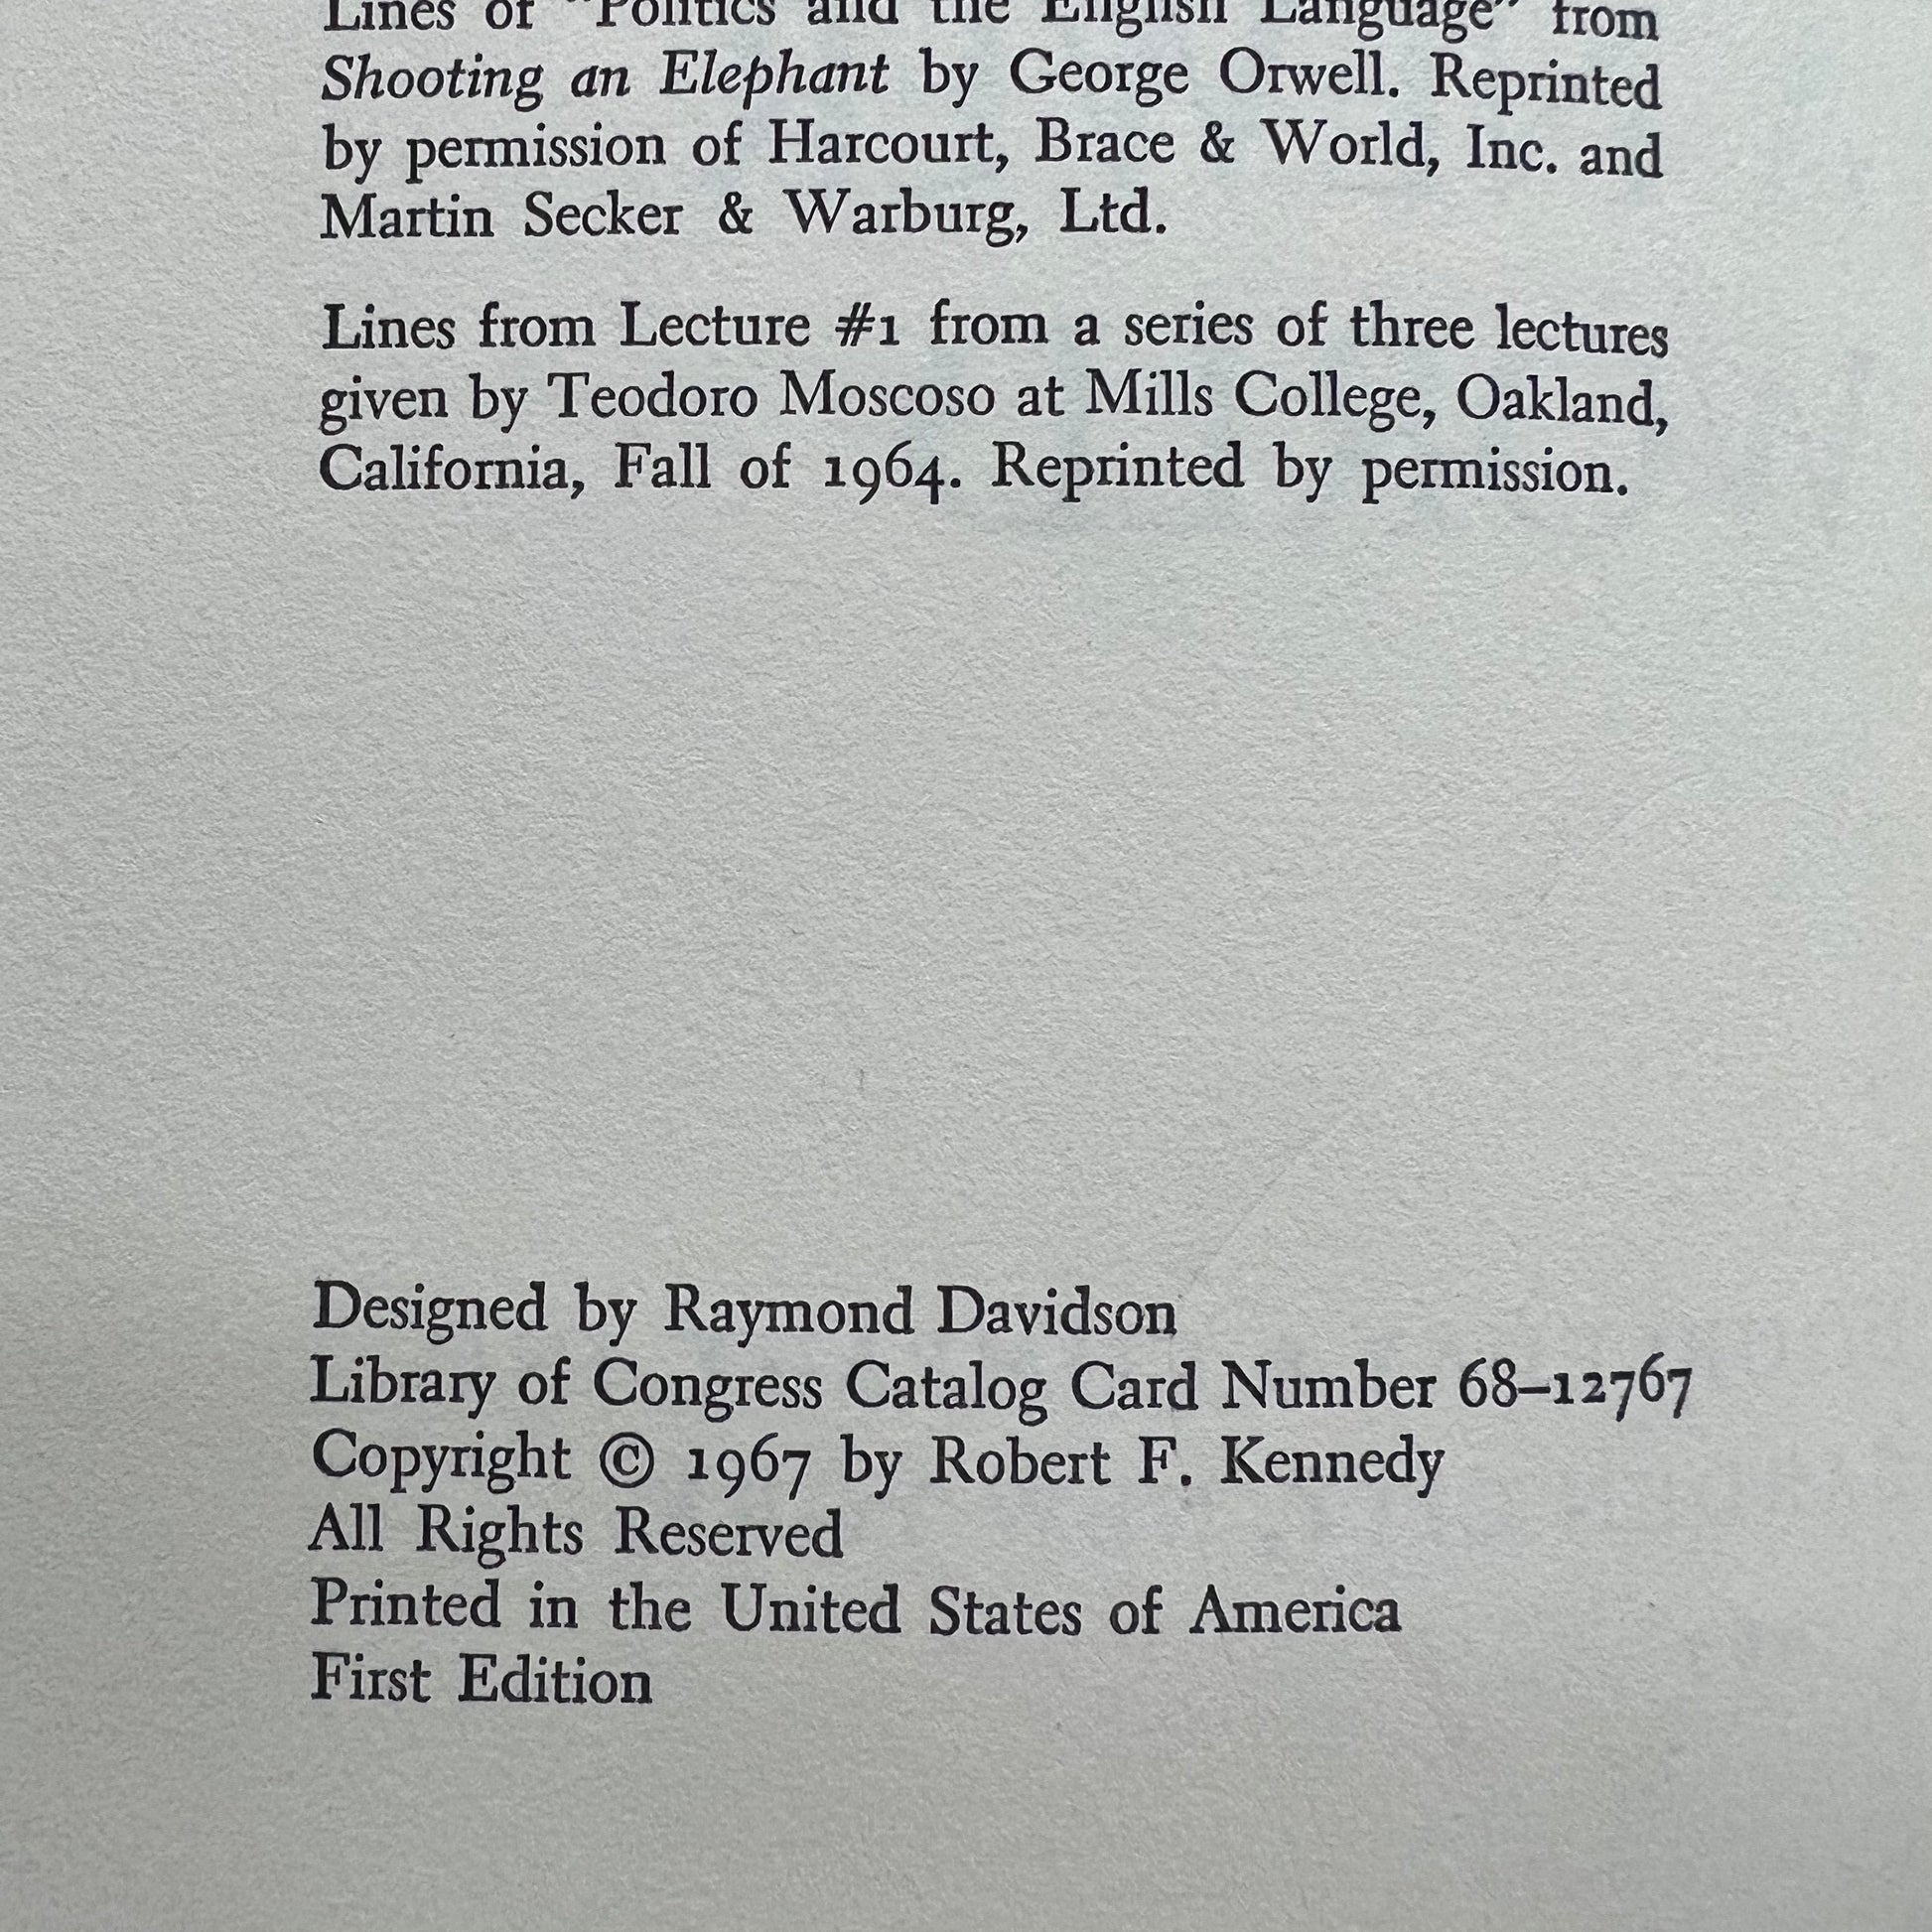 Lines of "Politics and the English Language" from
Shooting an Elephant by George Orwell. Reprinted
by permission of Harcourt, Brace & World, Inc. and
Martin Secker & Warburg, Ltd.
Lines from Lecture #1 from a series of three lectures
given by Teodoro Moscoso at Mills College, Oakland,
California, Fall of 1964. Reprinted by permission.
Designed by Raymond Davidson
Library of Congress Catalog Card Number 68–12767
Copyright © 1967 by Robert F. Kennedy
All Rights Reserved
Printed in the United States of America
First Edition